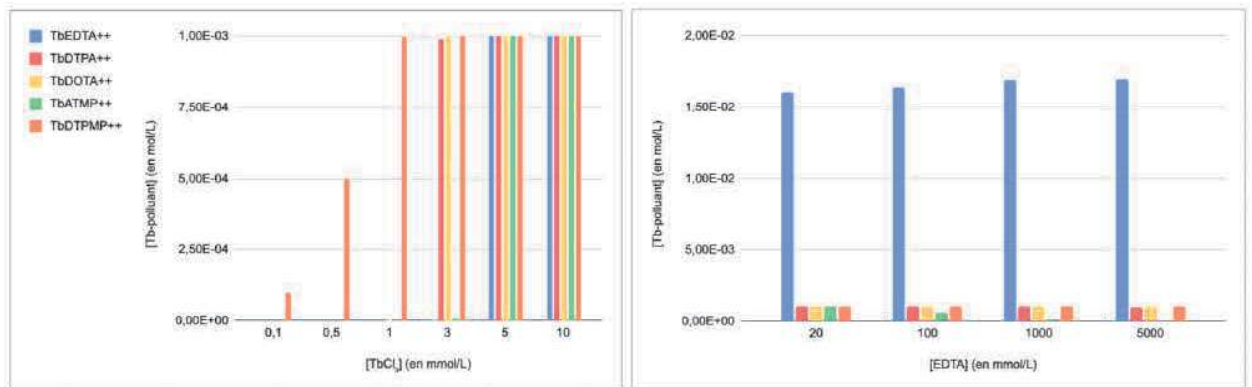 TbEDTA++
TbDTPA++
TbDOTA++
TbATMP++
TbDTPMP++
[Tb-polluant] (en mol/L)
1,00E-03
7,50E-04
5,00E-04
2,50E-04
0,00E+00
0,1 0,5 1 3 5 10
[TbCl3] (en mmol/L)
[Tb-polluant] (en mol/L)
2,00E-02
1,50E-02
1,00E-02
5,00E-03
0,00E+00
20 100 1000 5000
[EDTA] (en mmol/L)